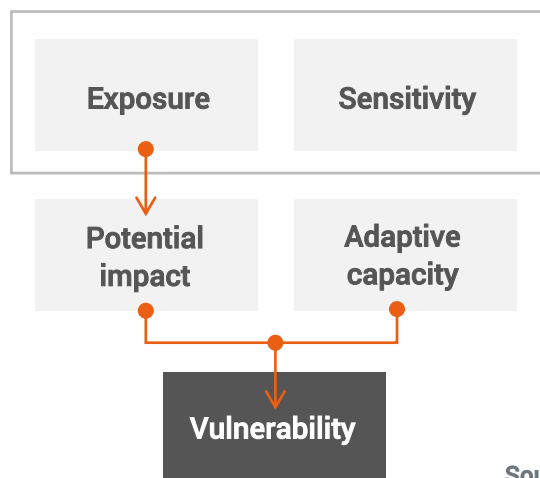 Exposure
Sensitivity
Potential
impact
Adaptive
capacity
Vulnerability